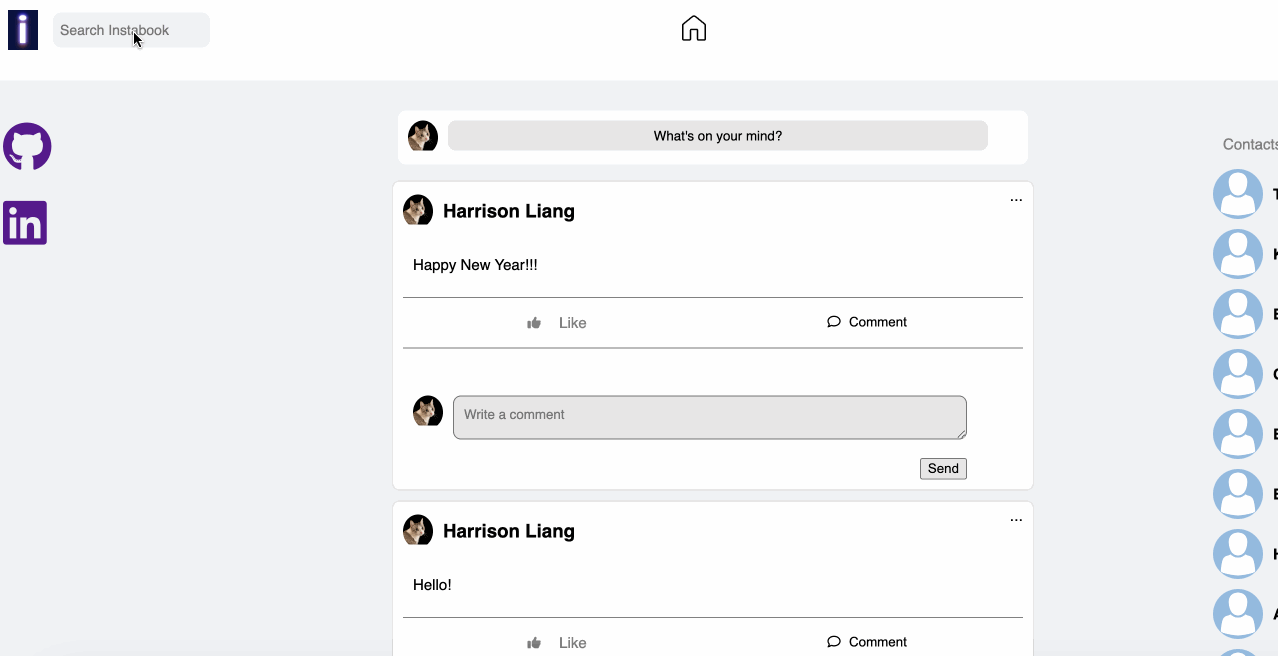 i
Search Instabook
What's on your mind?
Contacts
Harrison Liang
...
Happy New Year!!!
Like
Comment
Write a comment
Send
Harrison Liang
...
Hello!
Like
Comment
in